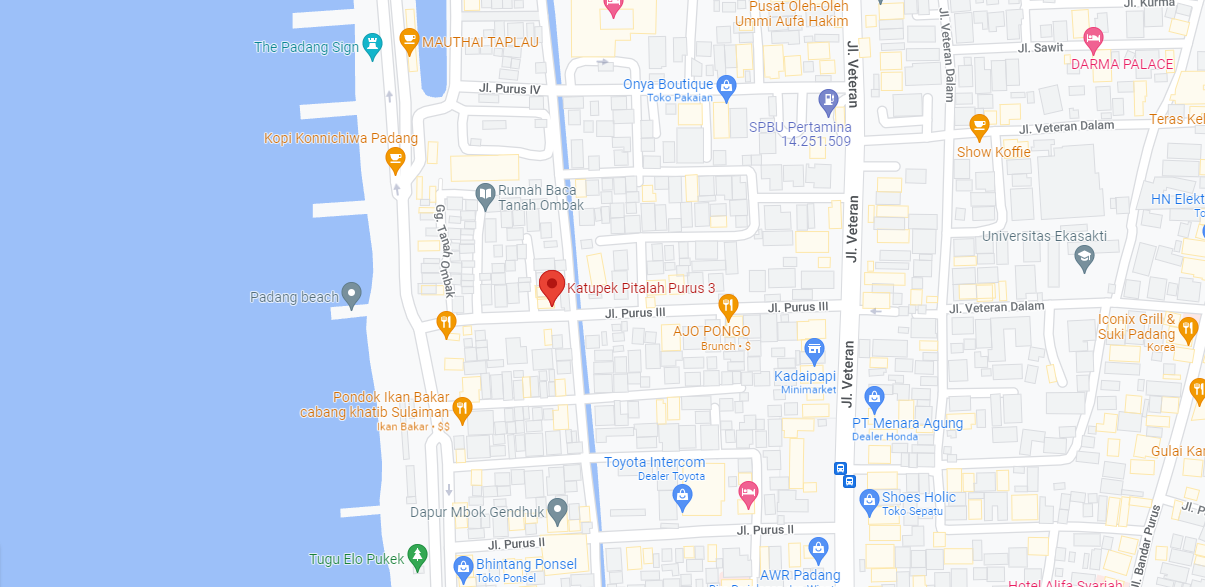 Pusat Oleh-Oleh
Ummi Aufa Hakim
Jl. Kurma
The Padang Sign
MAUTHAI TAPLAU
Jl. Veteran
Jl. Veteran Dalam
Jl. Sawit
DARMA PALACE
Jl. Purus IV
Onya Boutique
Toko Pakaian
SPBU Pertamina
14.251.509
Teras Kel
Jl. Veteran Dalam
Kopi Konnichiwa Padang
Show Koffie
Rumah Baca
Tanah Ombak
HN Elekt
To
Gg. Tanah Ombak
Jl. Veteran
Universitas Ekasakti
Padang beach
Katupek Pitalah Purus 3
Jl. Purus III
Jl. Purus III
Jl. Veteran Dalam
AJO PONGO
Brunch • $
Iconix Grill &
Suki Padang
Korea
Kadaipapi
Minimarket
Jl. Veteran
Pondok Ikan Bakar
cabang khatib Sulaiman
Ikan Bakar • $$
PT Menara Agung
Dealer Honda
Gulai Kar
Toyota Intercom
Dealer Toyota
Shoes Holic
Toko Sepatu
Dapur Mbok Gendhuk
Jl. P
Jl. Purus II
Jl. Purus II
Jl. Bandar Purus
Tugu Elo Pukek
Bhintang Ponsel
Toko Ponsel
AWR Padang
Hotel Alifa Syariah